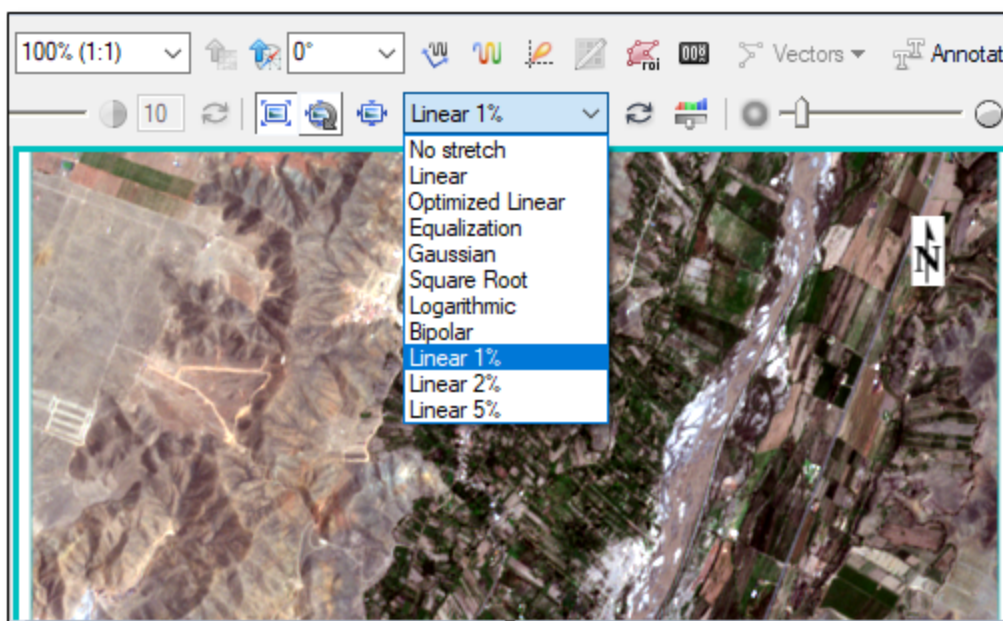 100% (1:1) 0° roi Vectors Annotat
10 Linear 1%
No stretch
Linear
Optimized Linear
Equalization
Gaussian
Square Root
Logarithmic
Bipolar
Linear 1%
Linear 2%
Linear 5%
N